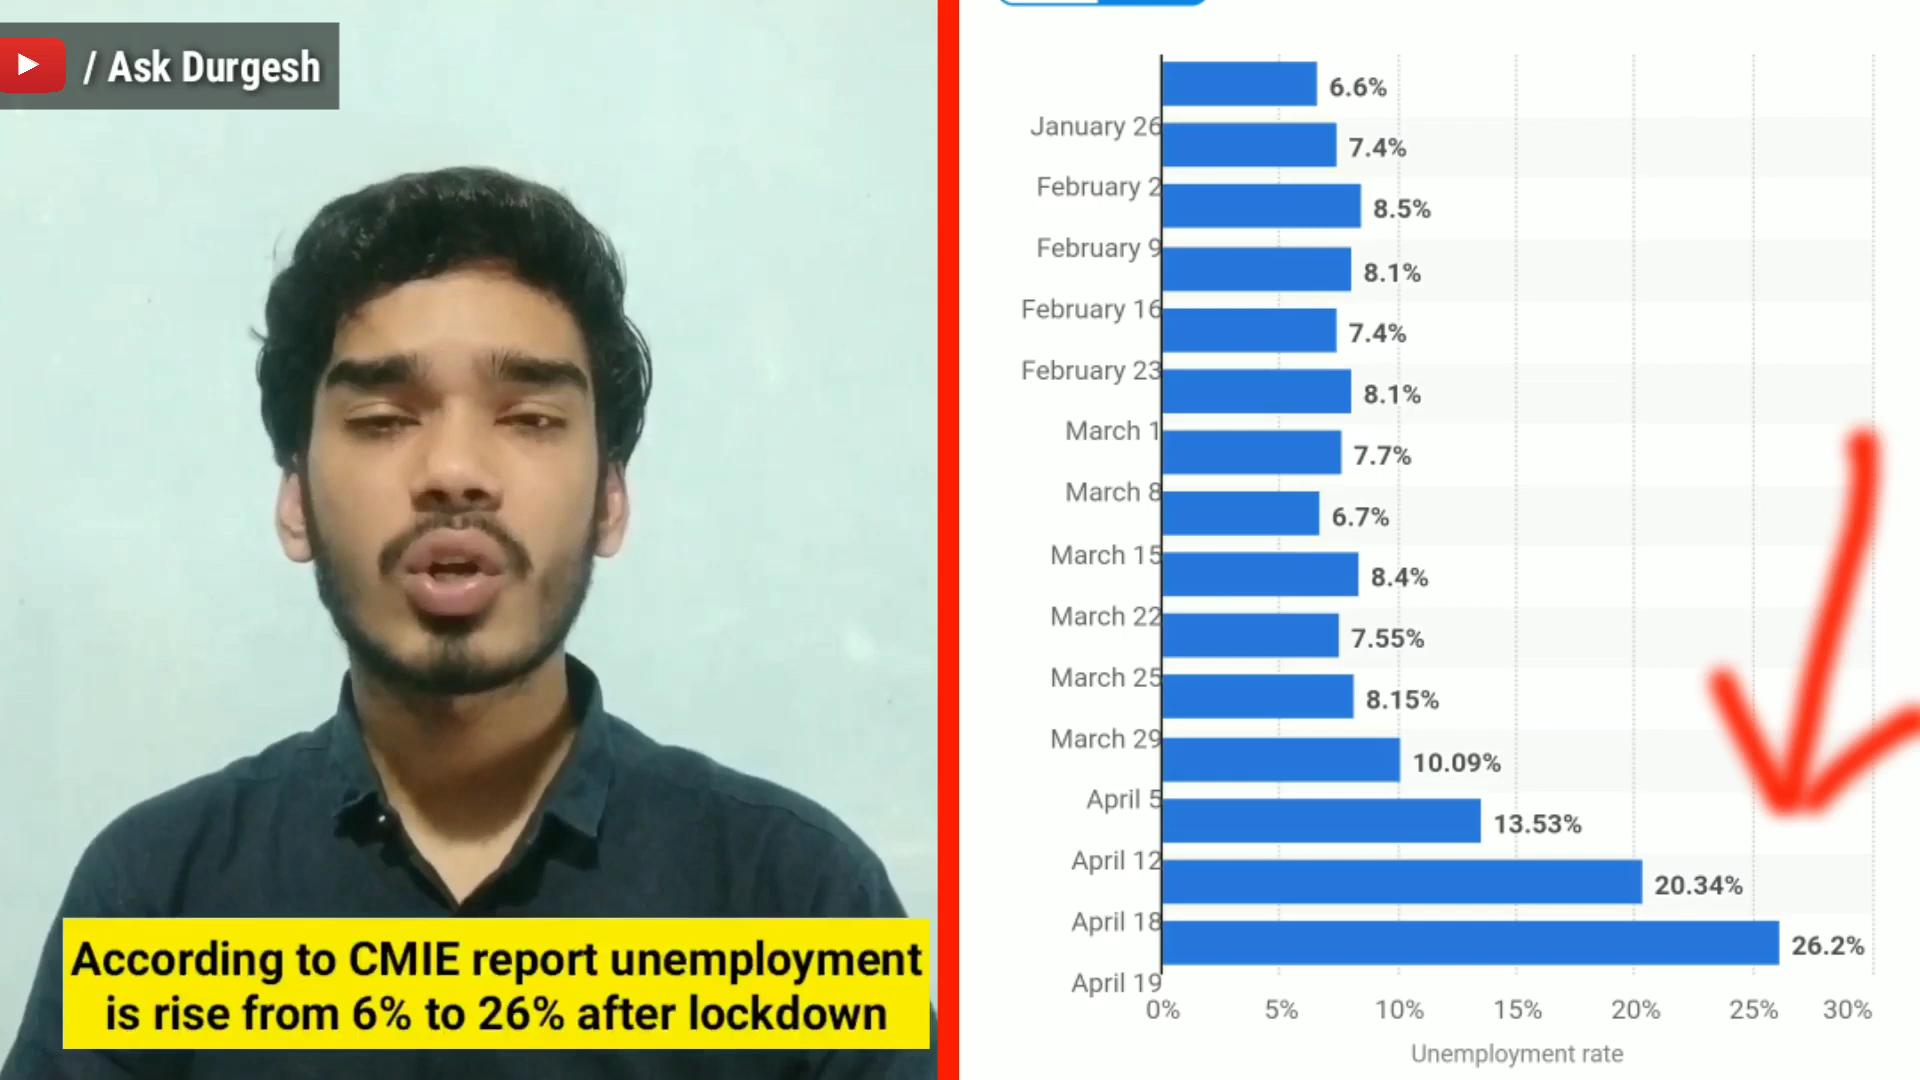 / Ask Durgesh
According to CMIE report unemployment
is rise from 6% to 26% after lockdown
6.6%
January 26
7.4%
February 2
8.5%
February 9
8.1%
February 16
7.4%
February 23
8.1%
March 1
7.7%
March 8
6.7%
March 15
8.4%
March 22
7.55%
March 25
8.15%
March 29
10.09%
April 5
13.53%
April 12
20.34%
April 18
26.2%
April 19
0% 5% 10% 15% 20% 25% 30%
Unemployment rate